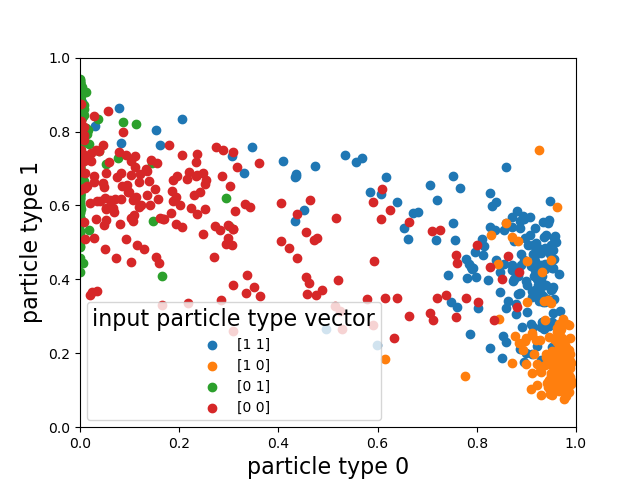 1.0
0.8
0.6
0.4
0.2
0.0
particle type 1
input particle type vector
[1 1]
[1 0]
[0 1]
[0 0]
0.0 0.2 0.4 0.6 0.8 1.0
particle type 0